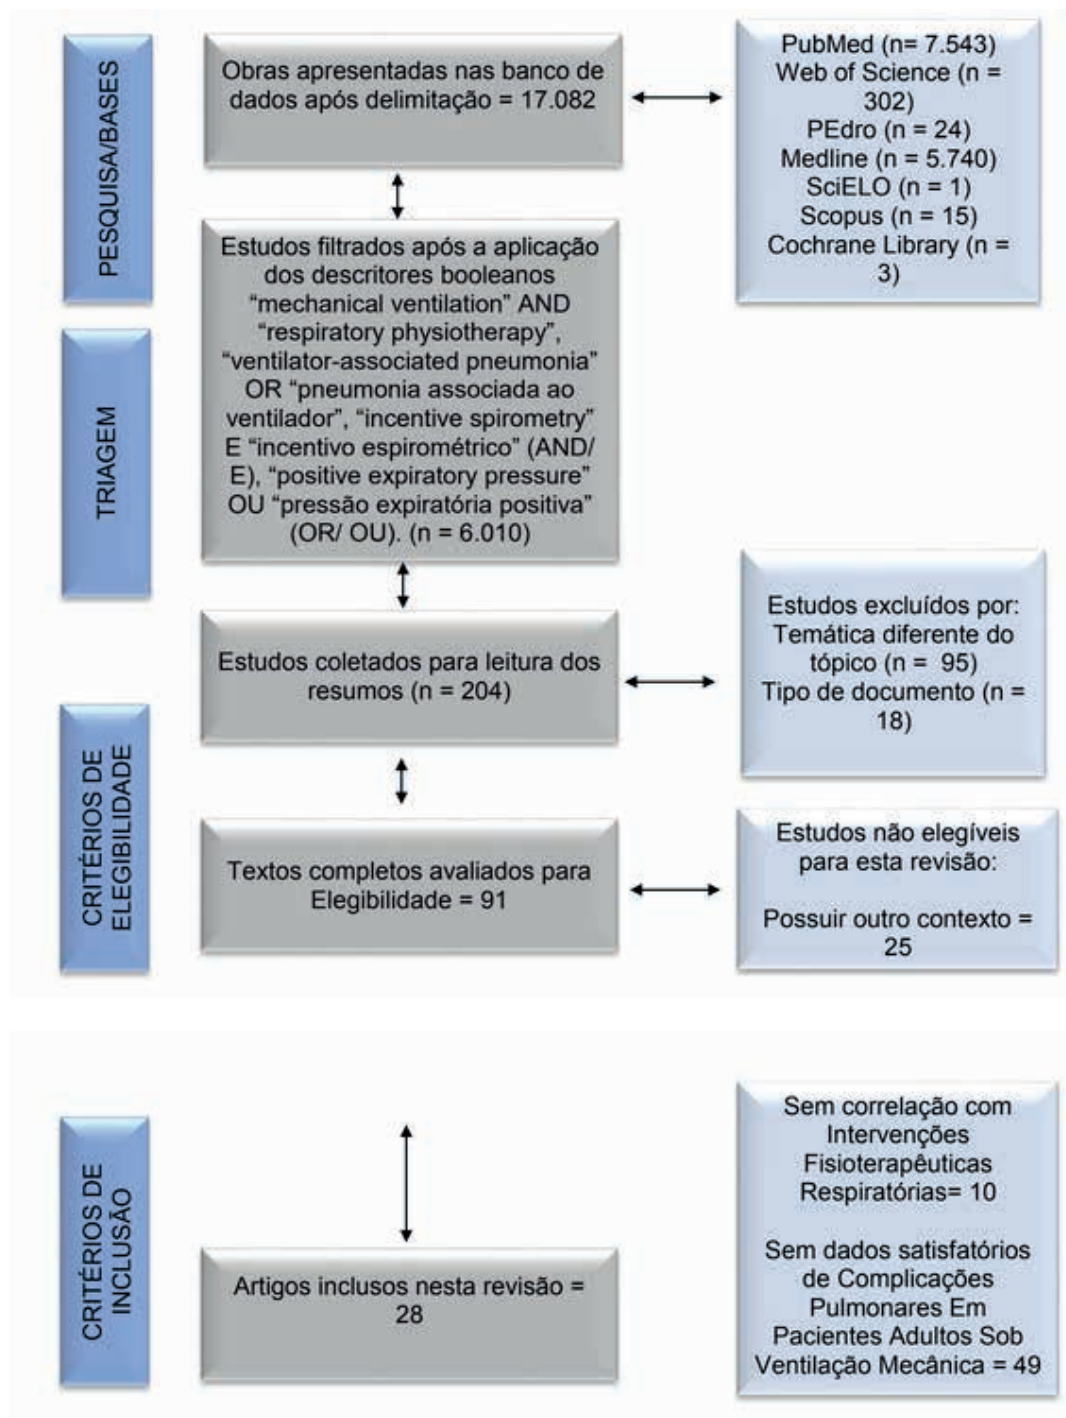 PESQUISA/BASES
Obras apresentadas nas banco de
dados após delimitação = 17.082
PubMed (n= 7.543)
Web of Science (n =
302)
PEdro (n = 24)
Medline (n = 5.740)
SciELO (n = 1)
Scopus (n = 15)
Cochrane Library (n =
3)
TRIAGEM
Estudos filtrados após a aplicação
dos descritores booleanos
“mechanical ventilation” AND
“respiratory physiotherapy”,
“ventilator-associated pneumonia”
OR “pneumonia associada ao
ventilador”, “incentive spirometry”
E “incentivo espirométrico” (AND/
E), “positive expiratory pressure”
OU “pressão expiratória positiva”
(OR/ OU). (n = 6.010)
Estudos coletados para leitura dos
resumos (n = 204)
Estudos excluídos por:
Temática diferente do
tópico (n =  95)
Tipo de documento (n =
18)
CRITÉRIOS DE
ELEGIBILIDADE
Textos completos avaliados para
Elegibilidade = 91
Estudos não elegíveis
para esta revisão:
Possuir outro contexto =
25
CRITÉRIOS DE
INCLUSÃO
Artigos inclusos nesta revisão =
28
Sem correlação com
Intervenções
Fisioterapêuticas
Respiratórias= 10
Sem dados satisfatórios
de Complicações
Pulmonares Em
Pacientes Adultos Sob
Ventilação Mecânica = 49